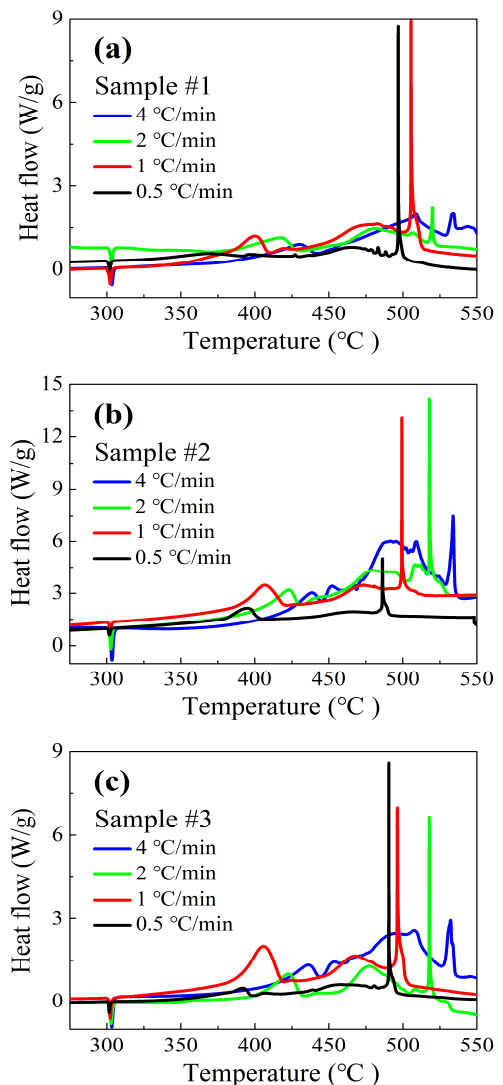 (a)
Sample #1
4 ℃/min
2 ℃/min
1 ℃/min
0.5 ℃/min
Heat flow (W/g)
9
6
3
0
300 350 400 450 500 550
Temperature (℃ )
(b)
Sample #2
4 ℃/min
2 ℃/min
1 ℃/min
0.5 ℃/min
Heat flow (W/g)
15
12
9
6
3
0
300 350 400 450 500 550
Temperature (℃ )
(c)
Sample #3
4 ℃/min
2 ℃/min
1 ℃/min
0.5 ℃/min
Heat flow (W/g)
9
6
3
0
300 350 400 450 500 550
Temperature (℃ )